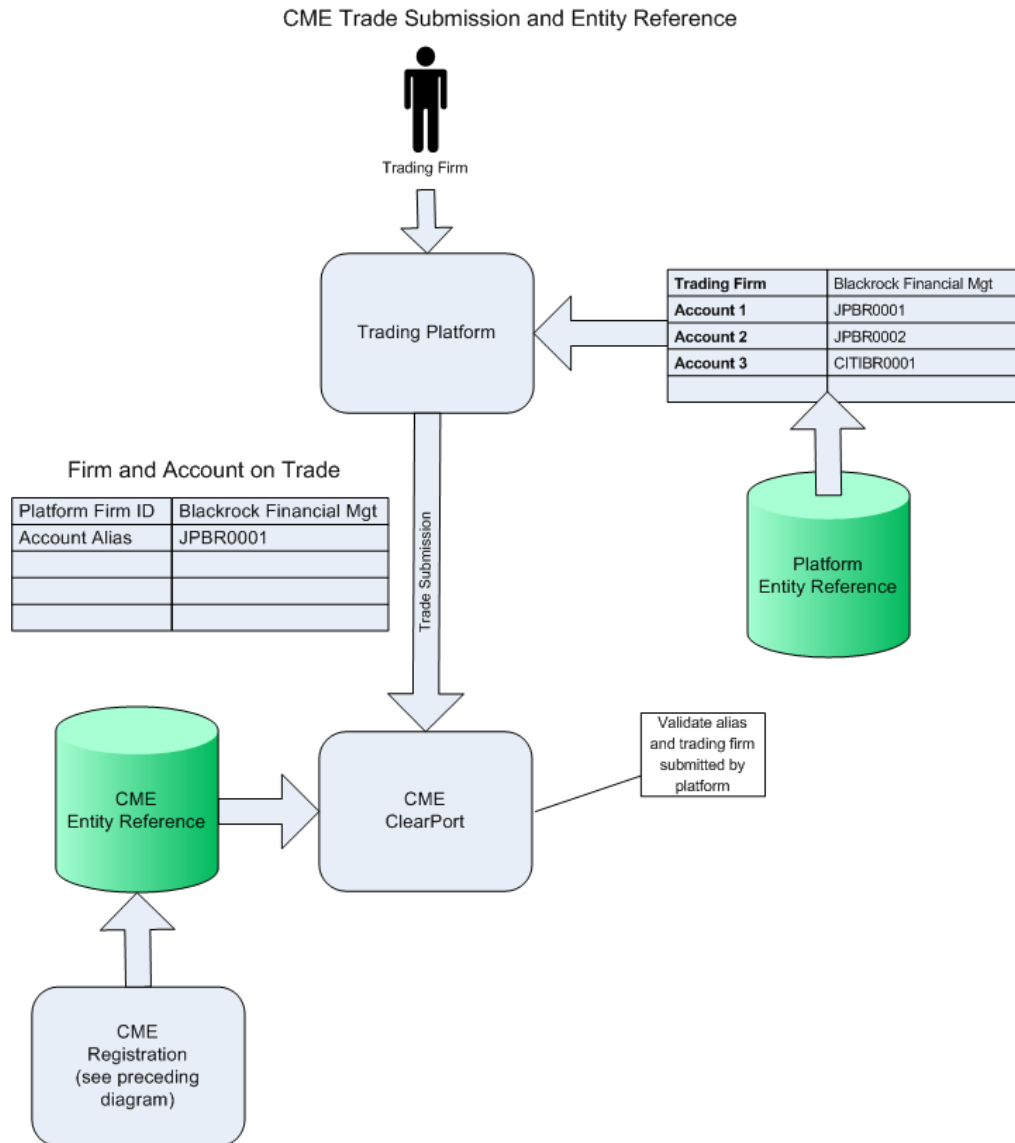 CME Trade Submission and Entity Reference
Trading Firm
Trading Platform
Trading Firm Blackrock Financial Mgt
Account 1 JPBR0001
Account 2 JPBR0002
Account 3 CITIBR0001
Firm and Account on Trade
Platform Firm ID Blackrock Financial Mgt
Account Alias JPBR0001
Trade Submission
Platform
Entity Reference
Validate alias
and trading firm
submitted by
platform
CME
Entity Reference
CME
ClearPort
CME
Registration
(see preceding
diagram)